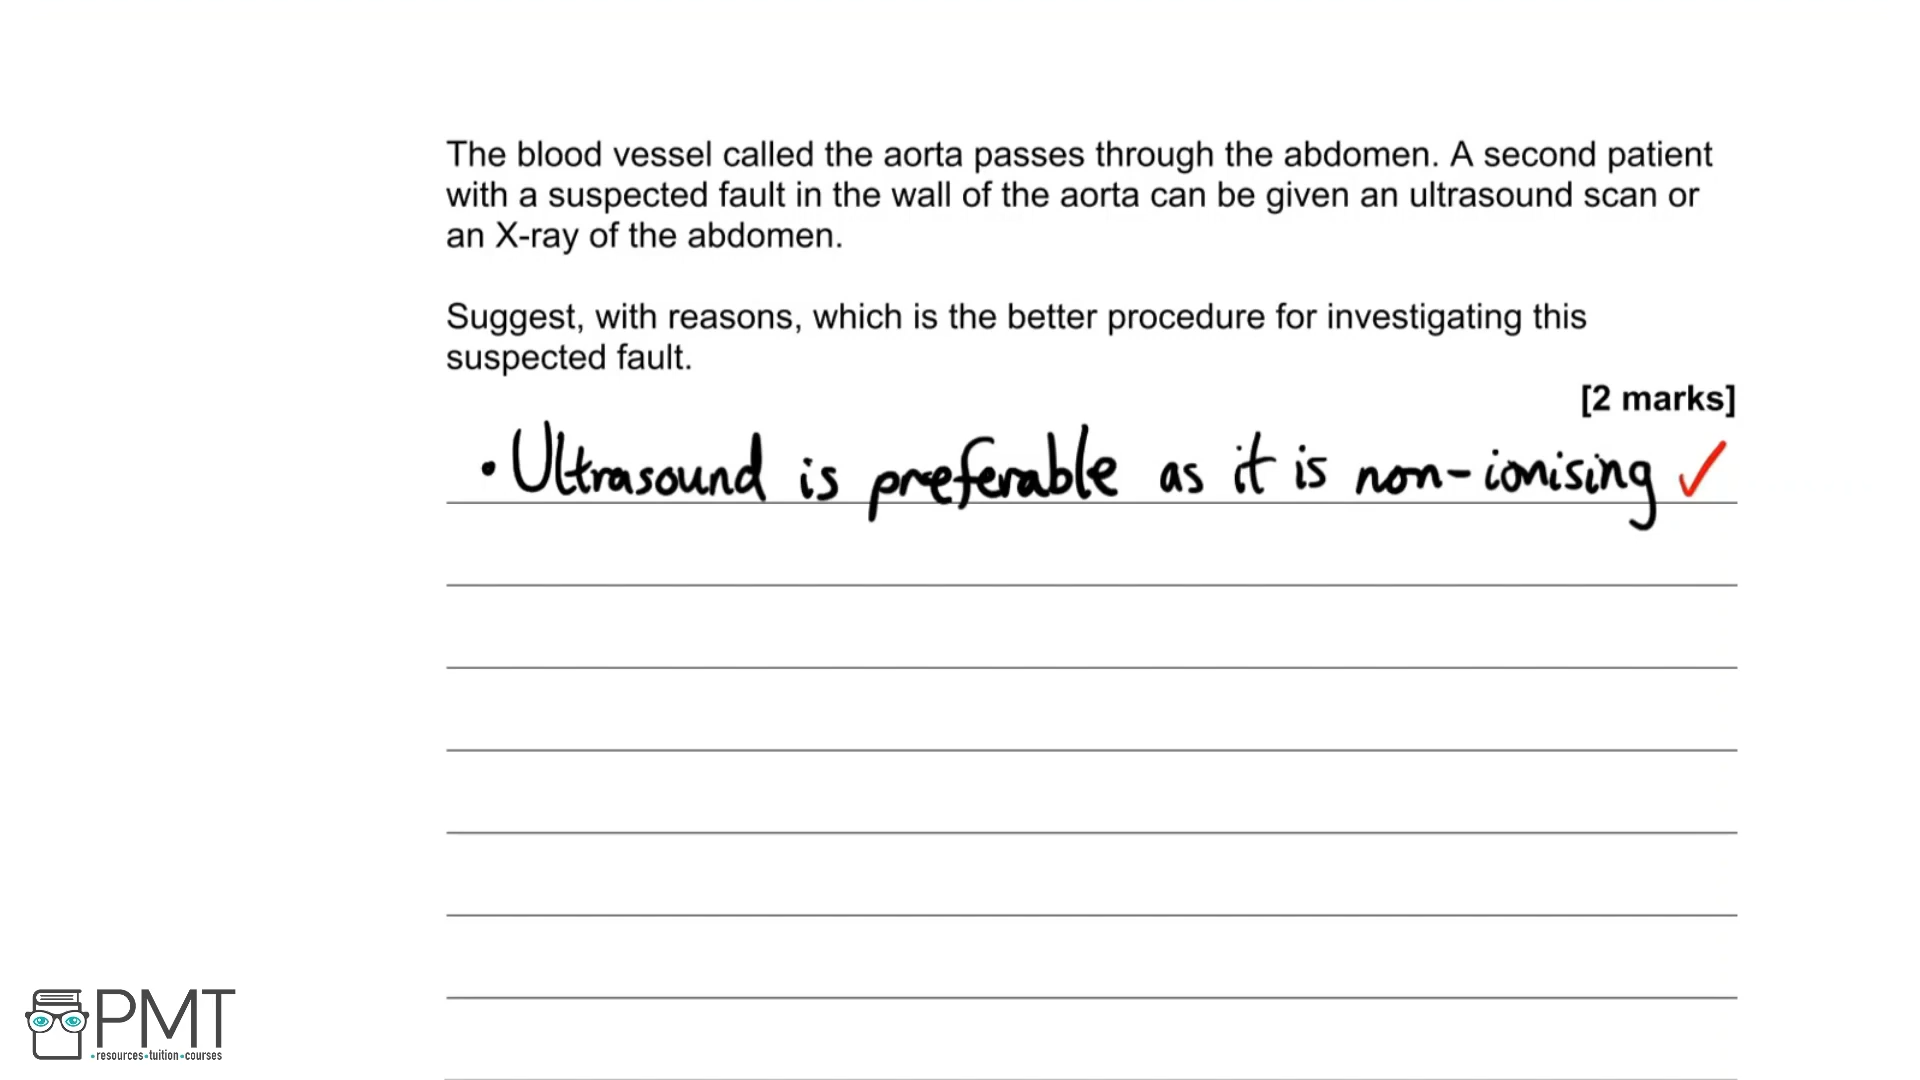 The blood vessel called the aorta passes through the abdomen. A second patient
with a suspected fault in the wall of the aorta can be given an ultrasound scan or
an X-ray of the abdomen.
Suggest, with reasons, which is the better procedure for investigating this
suspected fault.
[2 marks]
• Ultrasound is preferable as it is non-ionising ✓
PMT
•resources•tuition•courses